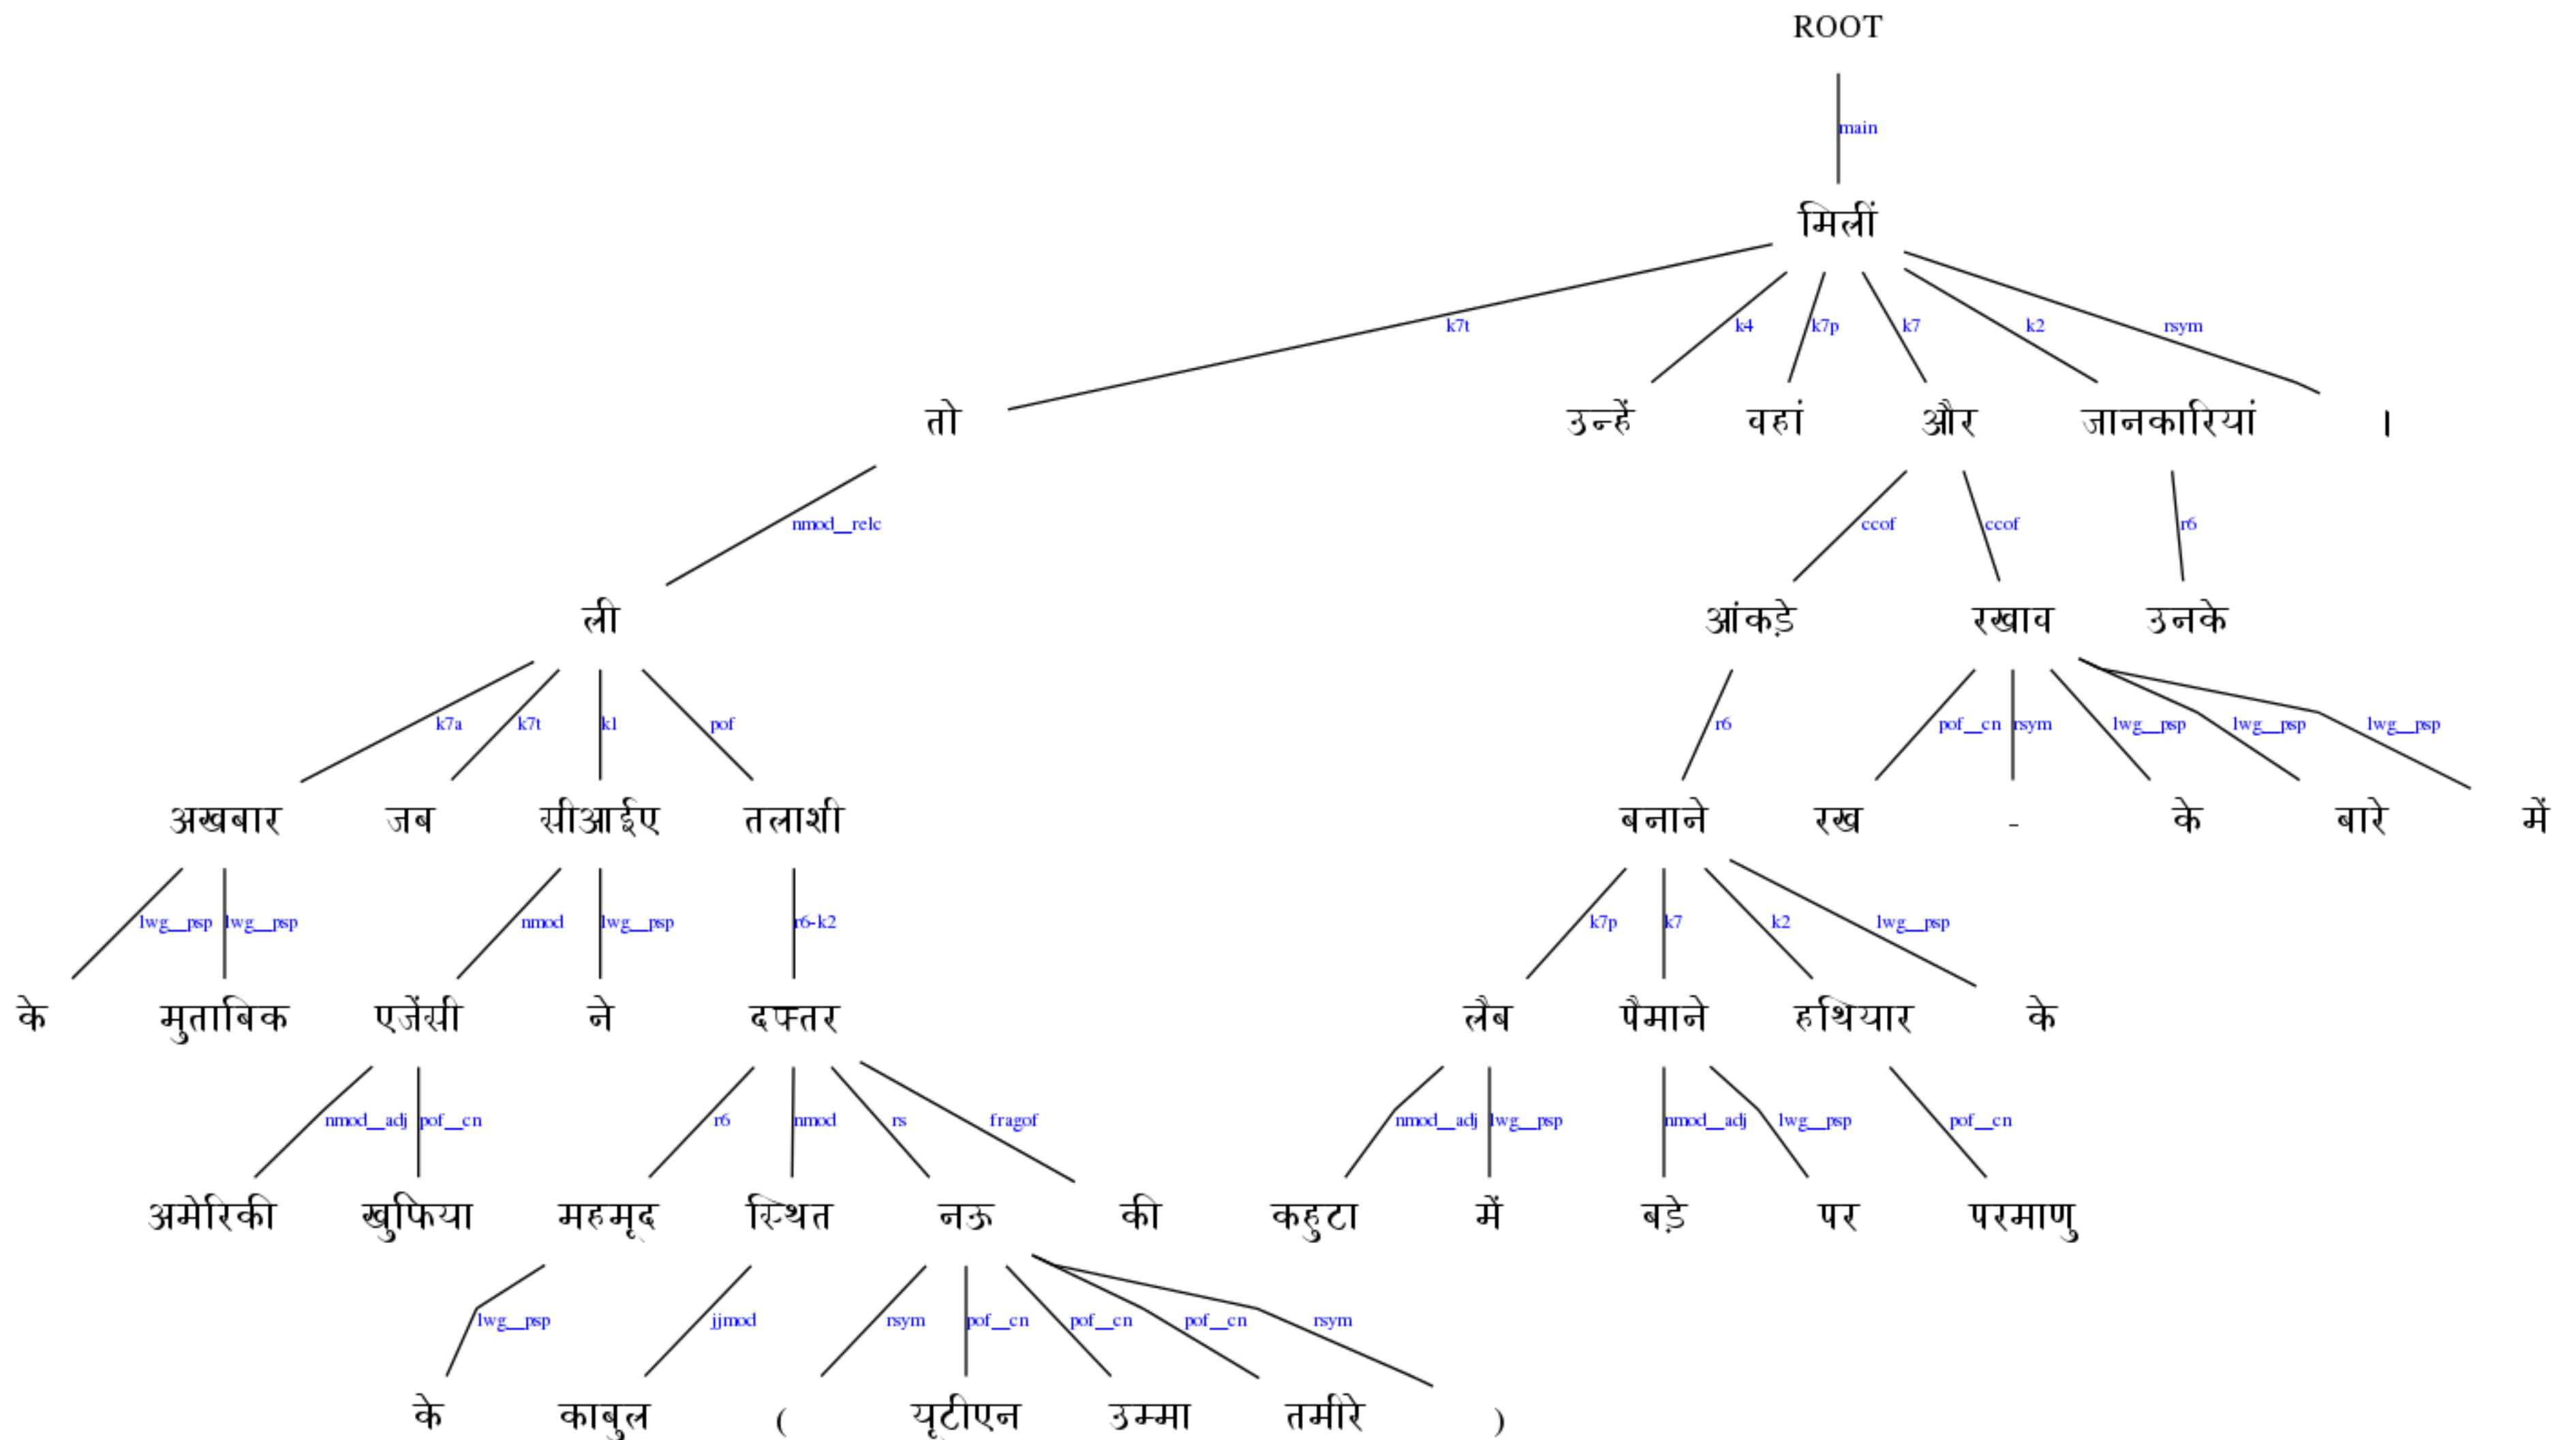 ROOT
main
मिलीं
k7t k4 k7p k7 k2 rsym
तो उन्हें वहां और जानकारियां ।
nmod__relc ccof ccof r6
ली आंकड़े रखाव उनके
k7a k7t k1 pof r6 pof__cn rsym lwg__psp lwg__psp lwg__psp
अखबार जब सीआईए तलाशी बनाने रख - के बारे में
lwg__psp lwg__psp nmod lwg__psp r6-k2 k7p k7 k2 lwg__psp
के मुताबिक एजेंसी ने दफ्तर लैब पैमाने हथियार के
nmod__adj pof__cn r6 nmod rs fragof nmod__adj lwg__psp nmod__adj lwg__psp pof__cn
अमेरिकी खुफिया महमूद स्थित नऊ की कहुटा में बड़े पर परमाणु
lwg__psp jjmod rsym pof__cn pof__cn pof__cn rsym
के काबुल ( यूटीएन उम्मा तमीरे )